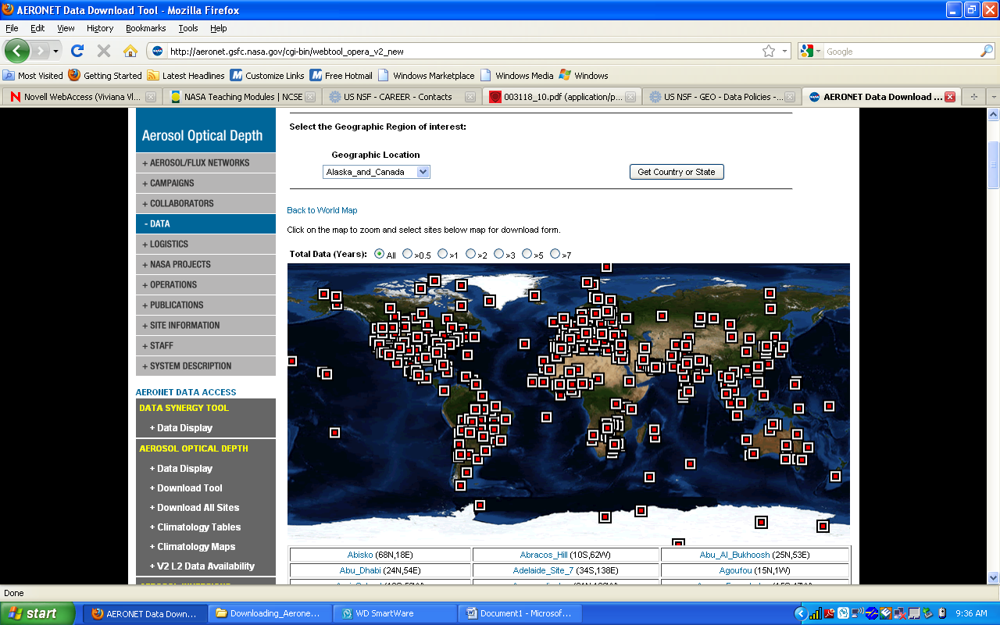 AERONET Data Download Tool - Mozilla Firefox
File Edit View History Bookmarks Tools Help
http://aeronet.gsfc.nasa.gov/cgi-bin/webtool_opera_v2_new
Google
Most Visited Getting Started Latest Headlines Customize Links Free Hotmail Windows Marketplace Windows Media Windows
Novell WebAccess (Viviana Vl... NASA Teaching Modules | NCSE US NSF - CAREER - Contacts 003118_10.pdf (application/p... US NSF - GEO - Data Policies -... AERONET Data Download ...
Aerosol Optical Depth
+ AEROSOL/FLUX NETWORKS
+ CAMPAIGNS
+ COLLABORATORS
- DATA
+ LOGISTICS
+ NASA PROJECTS
+ OPERATIONS
+ PUBLICATIONS
+ SITE INFORMATION
+ STAFF
+ SYSTEM DESCRIPTION
AERONET DATA ACCESS
DATA SYNERGY TOOL
+ Data Display
AEROSOL OPTICAL DEPTH
+ Data Display
+ Download Tool
+ Download All Sites
+ Climatology Tables
+ Climatology Maps
+ V2 L2 Data Availability
Select the Geographic Region of interest:
Geographic Location
Alaska_and_Canada
Get Country or State
Back to World Map
Click on the map to zoom and select sites below map for download form.
Total Data (Years): All >0.5 >1 >2 >3 >5 >7
Abisko (68N,18E) Abracos_Hill (10S,62W) Abu_Al_Bukhoosh (25N,53E)
Abu_Dhabi (24N,54E) Adelaide_Site_7 (34S,138E) Agoufou (15N,1W)
Done
start AERONET Data Down... Downloading_Aerone... WD SmartWare Document1 - Microsof... 9:36 AM